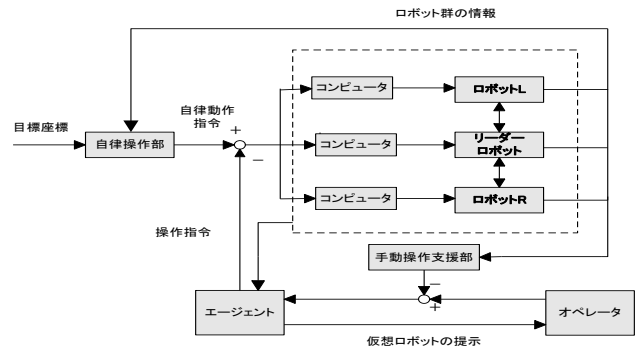 ロボット群の情報
コンピュータ
ロボットL
目標座標
自律動作
指令
+
自律操作部
−
コンピュータ
リーダー
ロボット
コンピュータ
ロボットR
操作指令
手動操作支援部
−
+
エージェント
オペレータ
仮想ロボットの提示